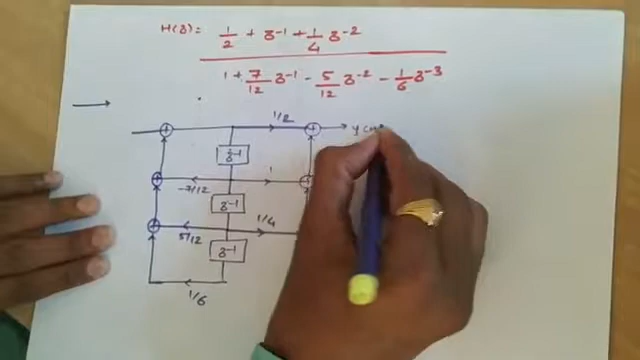 H(z) = 1/2 + z-1 + 1/4 z-2
1 + 7/12 z-1 - 5/12 z-2 - 1/6 z-3
1/2
+ + y(n)
z-1
+ -7/12 1 +
z-1
+ 5/12 1/4
z-1
1/6